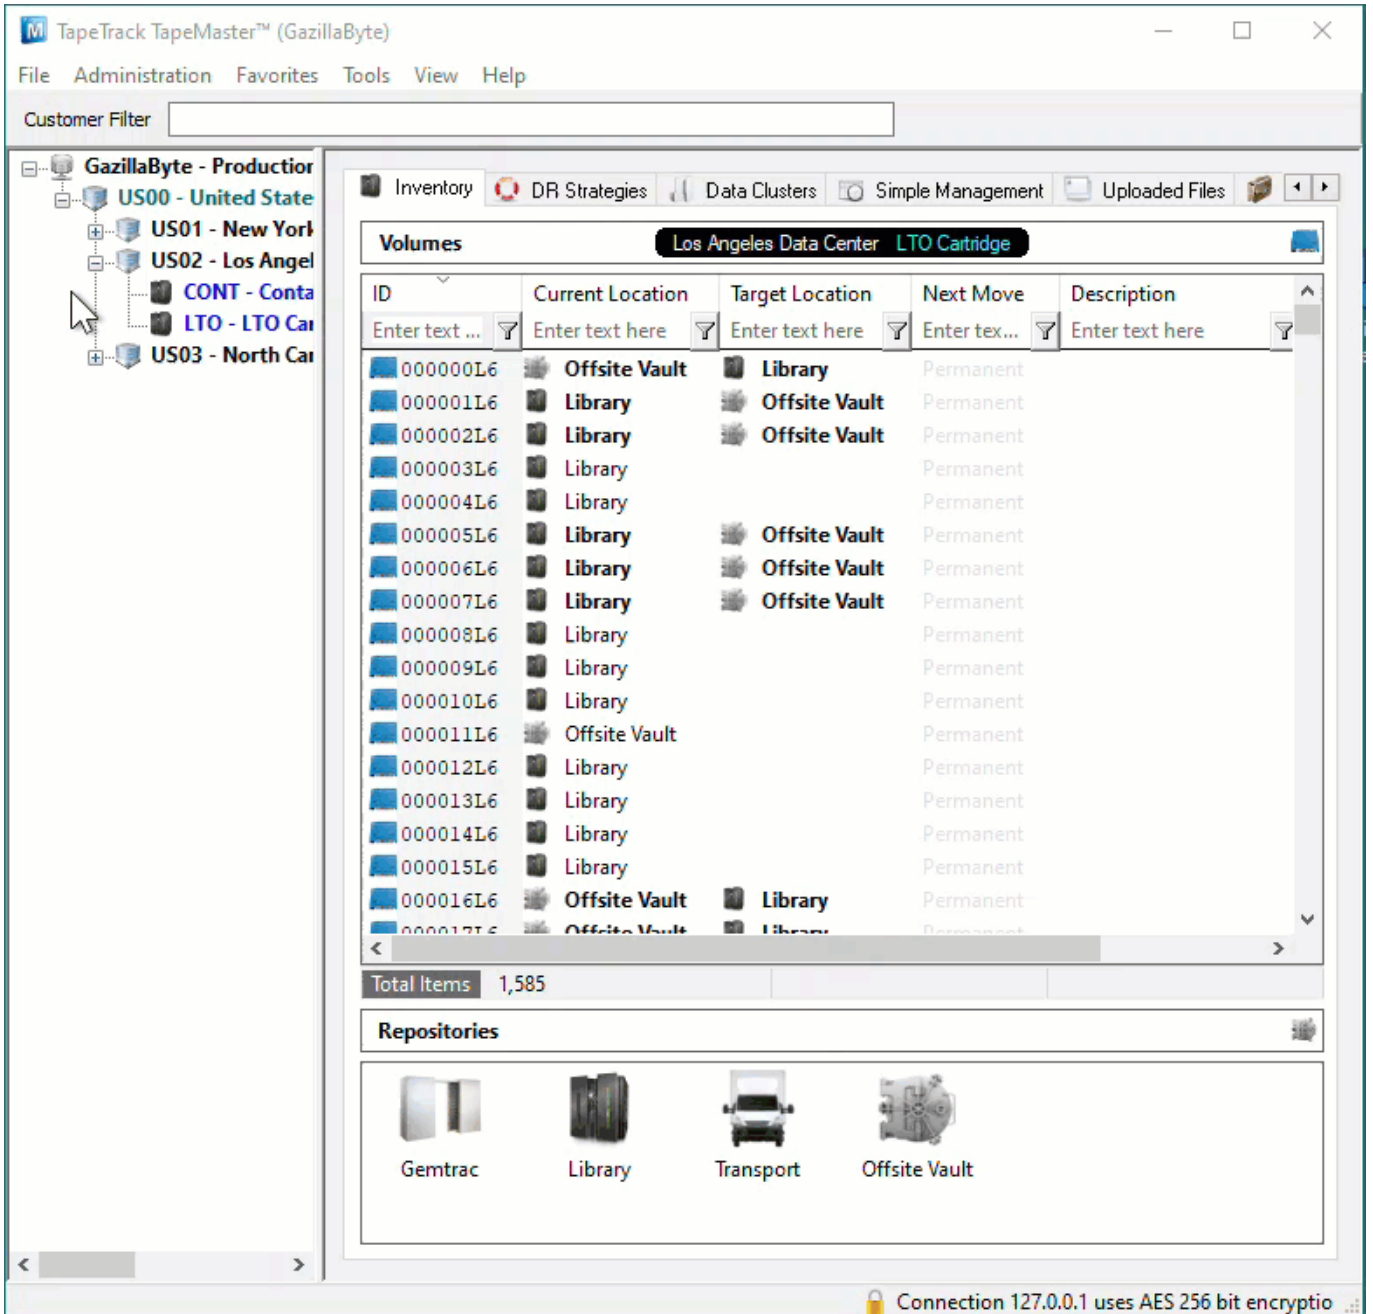 TapeTrack TapeMaster™ (GazillaByte)
File Administration Favorites Tools View Help
Customer Filter
GazillaByte - Production
US00 - United State
US01 - New York
US02 - Los Angel
CONT - Conta
LTO - LTO Car
US03 - North Car
Inventory DR Strategies Data Clusters Simple Management Uploaded Files
Volumes Los Angeles Data Center LTO Cartridge
ID Current Location Target Location Next Move Description
Enter text ... Enter text here Enter text here Enter tex... Enter text here
000000L6 Offsite Vault Library Permanent
000001L6 Library Offsite Vault Permanent
000002L6 Library Offsite Vault Permanent
000003L6 Library Permanent
000004L6 Library Permanent
000005L6 Library Offsite Vault Permanent
000006L6 Library Offsite Vault Permanent
000007L6 Library Offsite Vault Permanent
000008L6 Library Permanent
000009L6 Library Permanent
000010L6 Library Permanent
000011L6 Offsite Vault Permanent
000012L6 Library Permanent
000013L6 Library Permanent
000014L6 Library Permanent
000015L6 Library Permanent
000016L6 Offsite Vault Library Permanent
000017L6 Offsite Vault Library Permanent
Total Items 1,585
Repositories
Gemtrac Library Transport Offsite Vault
Connection 127.0.0.1 uses AES 256 bit encryptio